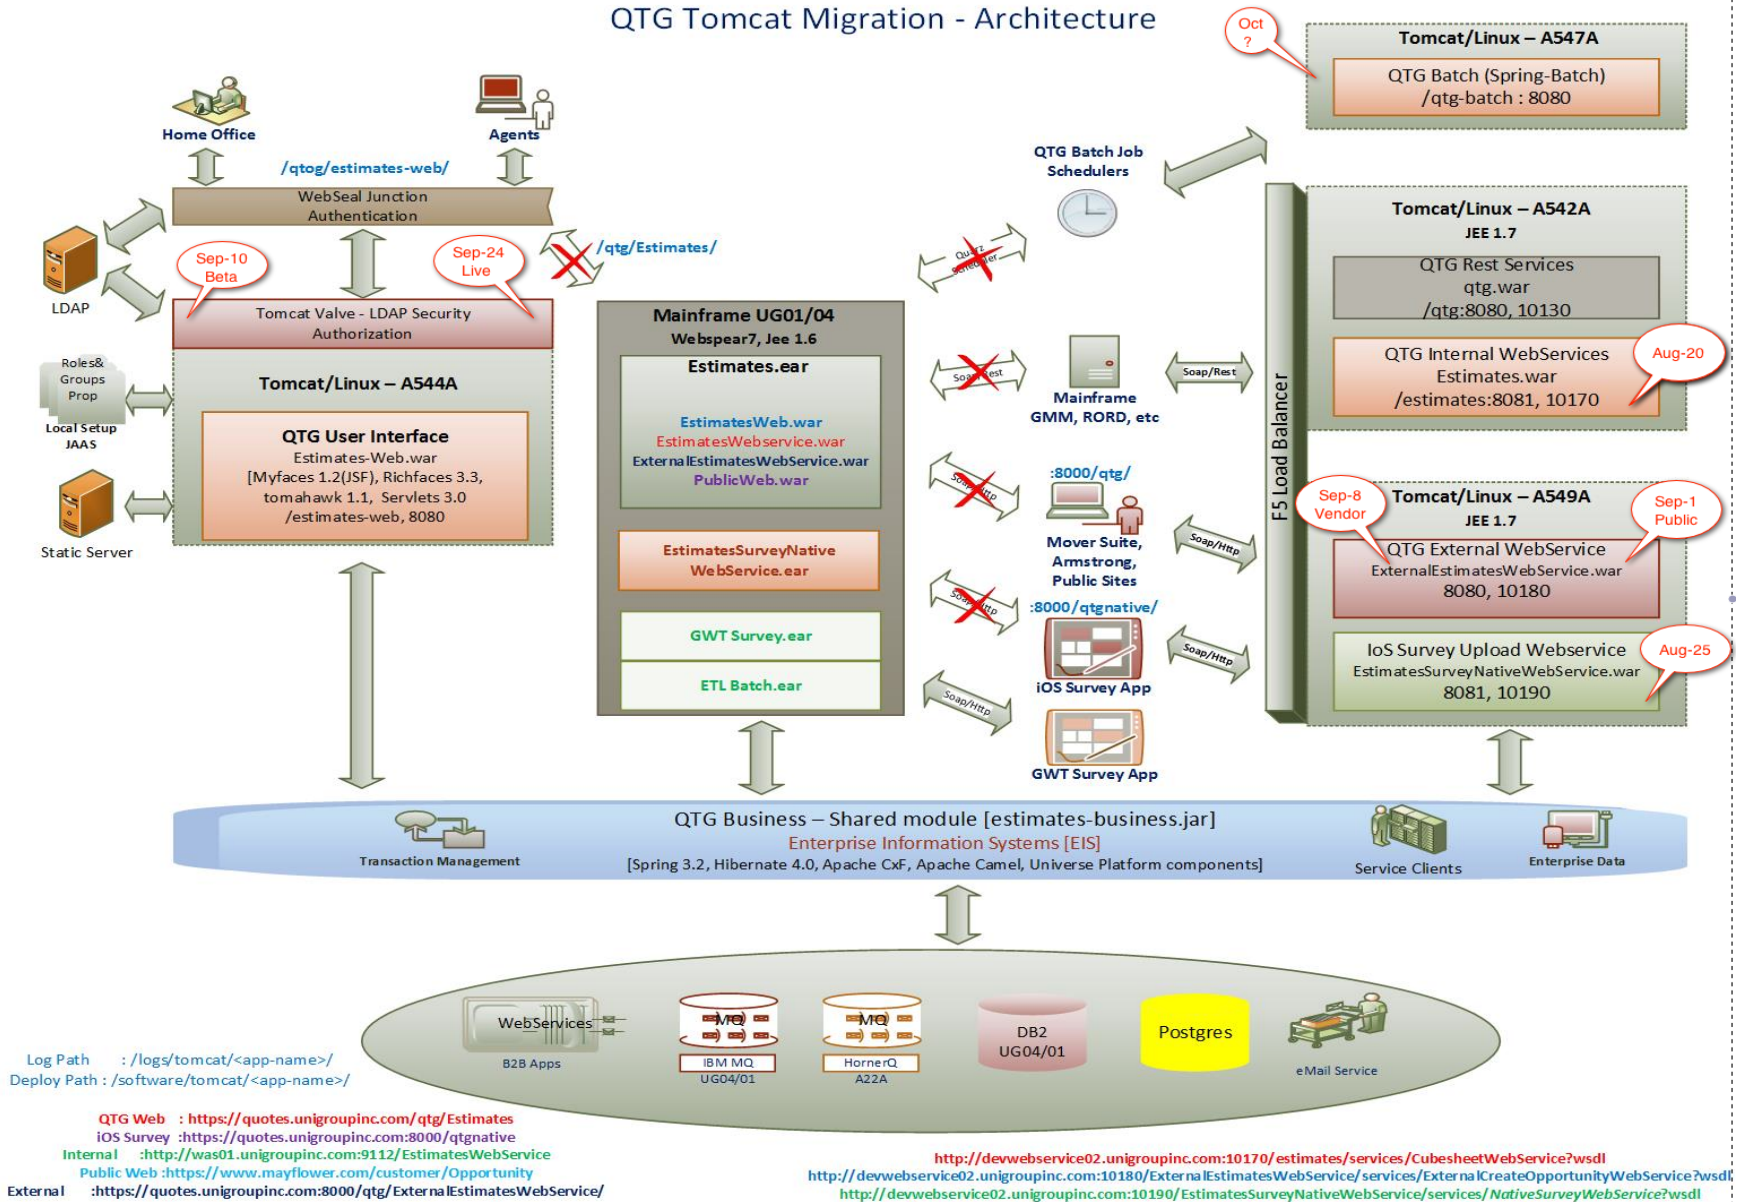 QTG Tomcat Migration - Architecture
Oct
?
Tomcat/Linux – A547A
QTG Batch (Spring-Batch)
/qtg-batch : 8080
Home Office
Agents
/qtog/estimates-web/
WebSeal Junction
Authentication
QTG Batch Job
Schedulers
LDAP
Sep-10
Beta
Sep-24
Live
/qtg/Estimates/
Quarz
Scheduler
Tomcat Valve - LDAP Security
Authorization
Tomcat/Linux – A542A
JEE 1.7
QTG Rest Services
qtg.war
/qtg:8080, 10130
QTG Internal WebServices
Estimates.war
/estimates:8081, 10170
Aug-20
Roles&
Groups
Prop
Local Setup
JAAS
Static Server
Tomcat/Linux – A544A
QTG User Interface
Estimates-Web.war
[Myfaces 1.2(JSF), Richfaces 3.3,
tomahawk 1.1, Servlets 3.0
/estimates-web, 8080
Mainframe UG01/04
Webspear7, Jee 1.6
Estimates.ear
EstimatesWeb.war
EstimatesWebservice.war
ExternalEstimatesWebService.war
PublicWeb.war
EstimatesSurveyNative
WebService.ear
GWT Survey.ear
ETL Batch.ear
Soap/Rest
Mainframe
GMM, RORD, etc
Soap/Rest
Soap/Http
:8000/qtg/
Mover Suite,
Armstrong,
Public Sites
Soap/Http
Soap/Http
:8000/qtgnative/
iOS Survey App
Soap/Http
Soap/Http
GWT Survey App
F5 Load Balancer
Tomcat/Linux – A549A
JEE 1.7
Sep-8
Vendor
Sep-1
Public
QTG External WebService
ExternalEstimatesWebService.war
8080, 10180
IoS Survey Upload Webservice
EstimatesSurveyNativeWebService.war
8081, 10190
Aug-25
QTG Business – Shared module [estimates-business.jar]
Enterprise Information Systems [EIS]
[Spring 3.2, Hibernate 4.0, Apache CxF, Apache Camel, Universe Platform components]
Transaction Management
Service Clients
Enterprise Data
WebServices
B2B Apps
MQ
IBM MQ
UG04/01
MQ
HornerQ
A22A
DB2
UG04/01
Postgres
eMail Service
Log Path : /logs/tomcat/<app-name>/
Deploy Path : /software/tomcat/<app-name>/
QTG Web : https://quotes.unigroupinc.com/qtg/Estimates
iOS Survey :https://quotes.unigroupinc.com:8000/qtgnative
Internal :http://was01.unigroupinc.com:9112/EstimatesWebService
Public Web :https://www.mayflower.com/customer/Opportunity
External :https://quotes.unigroupinc.com:8000/qtg/ExternalEstimatesWebService/
http://devwebservice02.unigroupinc.com:10170/estimates/services/CubesheetWebService?wsdl
http://devwebservice02.unigroupinc.com:10180/ExternalEstimatesWebService/services/ExternalCreateOpportunityWebService?wsdl
http://devwebservice02.unigroupinc.com:10190/EstimatesSurveyNativeWebService/services/NativeSurveyWebService?wsdl